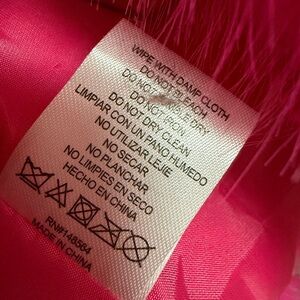 WIPE WITH DAMP CLOTH
DO NOT BLEACH
DO NOT TUMBLE DRY
DO NOT IRON
DO NOT DRY CLEAN
LIMPIAR CON UN PANO HUMEDO
NO UTILIZAR LEJIE
NO SECAR
NO PLANCHAR
NO LIMPIES EN SECO
HECHO EN CHINA
RN#148564
MADE IN CHINA